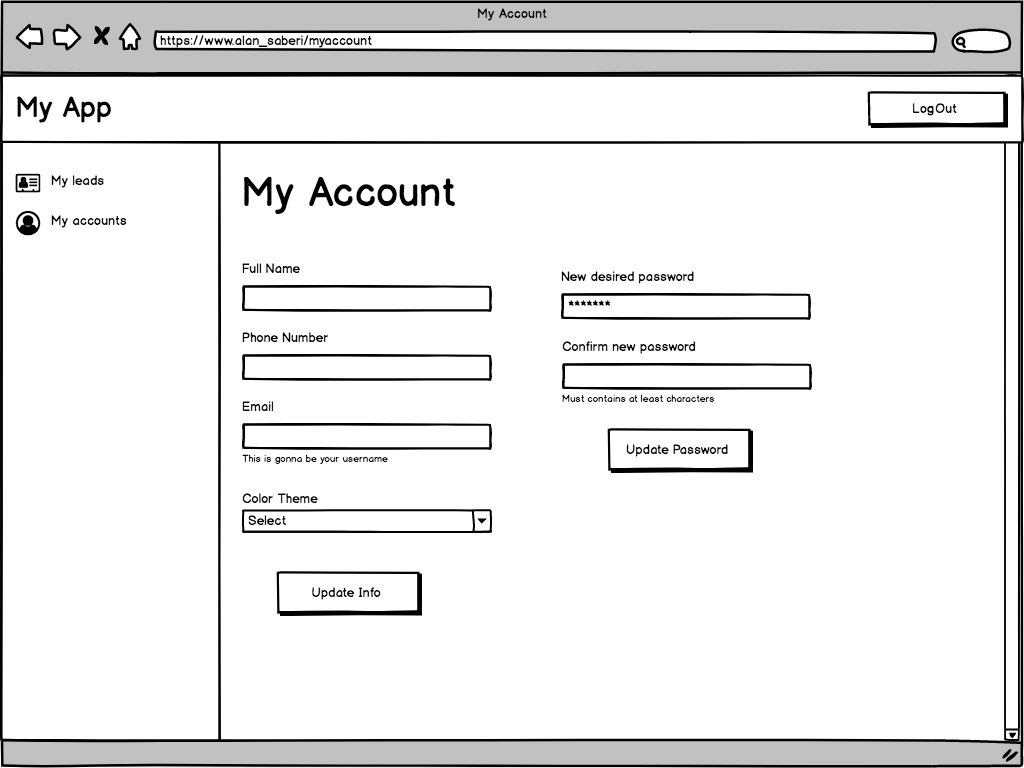 My Account
https://www.alan_saberi/myaccount
My App
LogOut
My leads
My accounts
My Account
Full Name
Phone Number
Email
This is gonna be your username
Color Theme
Select
Update Info
New desired password
*******
Confirm new password
Must contains at least characters
Update Password